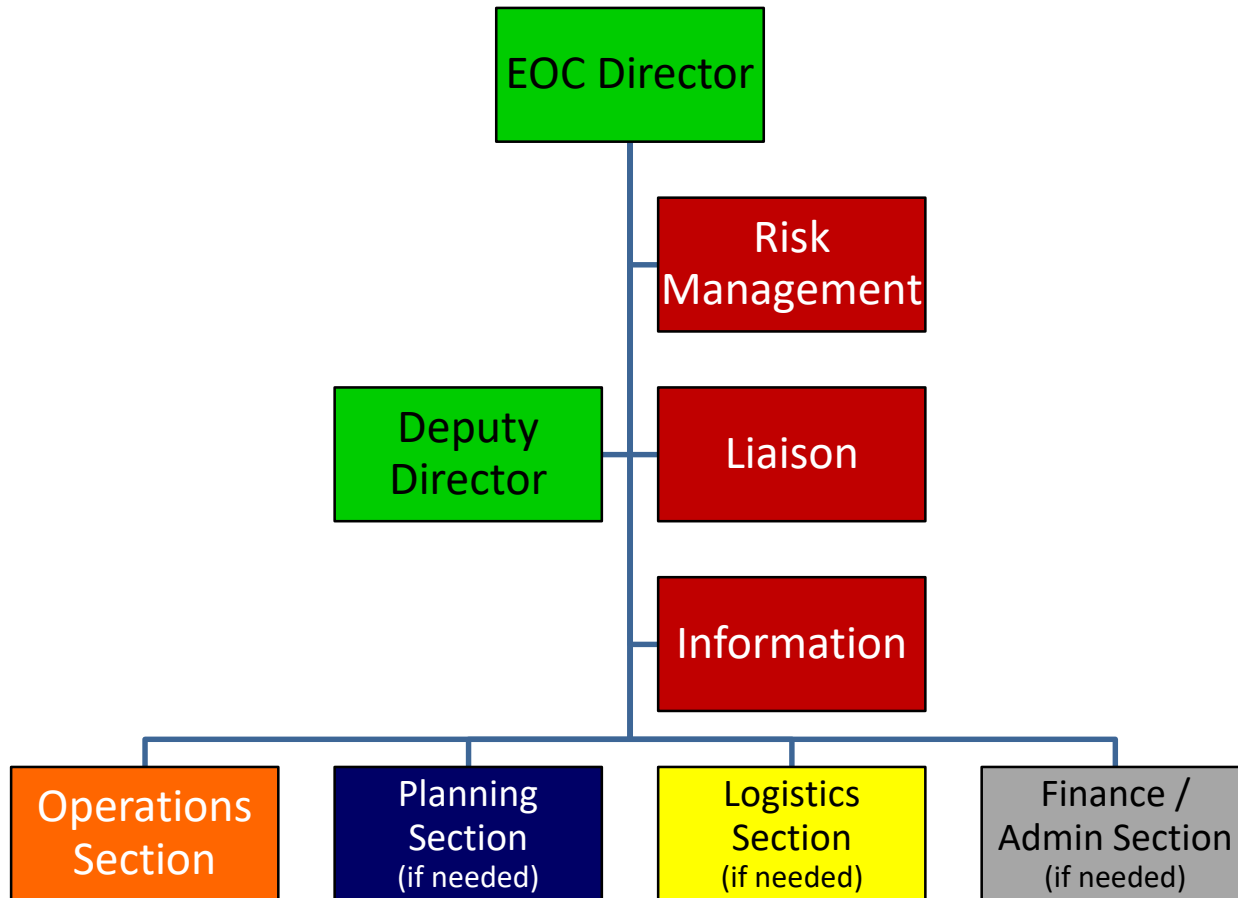 EOC Director
Risk
Management
Deputy
Director
Liaison
Information
Operations
Section
Planning
Section
(if needed)
Logistics
Section
(if needed)
Finance /
Admin Section
(if needed)